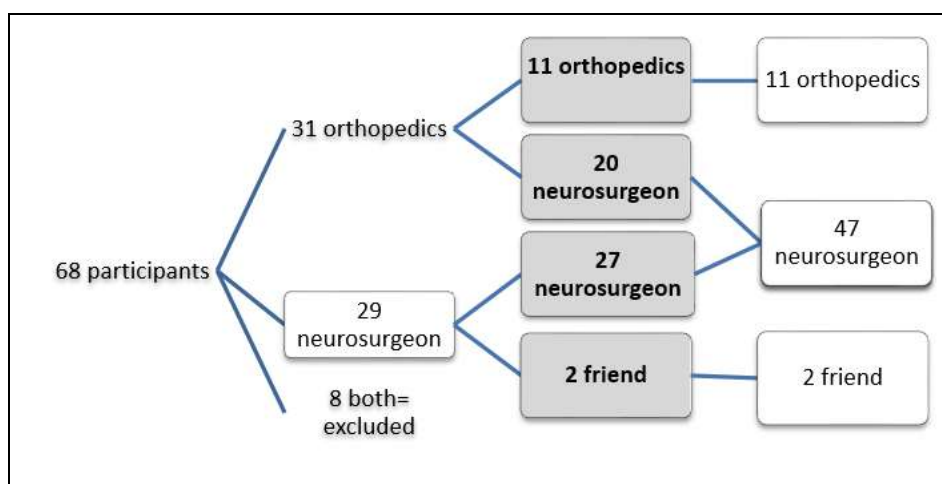 68 participants
31 orthopedics
29
neurosurgeon
8 both=
excluded
11 orthopedics
20
neurosurgeon
27
neurosurgeon
2 friend
11 orthopedics
47
neurosurgeon
2 friend